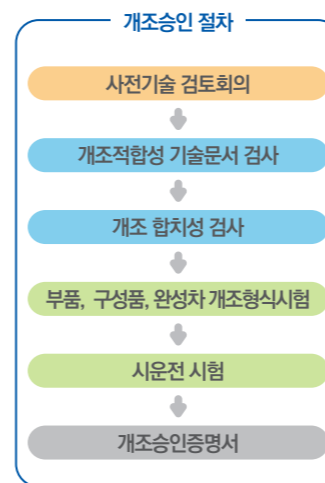 개조승인 절차
사전기술 검토회의
개조적합성 기술문서 검사
개조 합치성 검사
부품, 구성품, 완성차 개조형식시험
시운전 시험
개조승인증명서